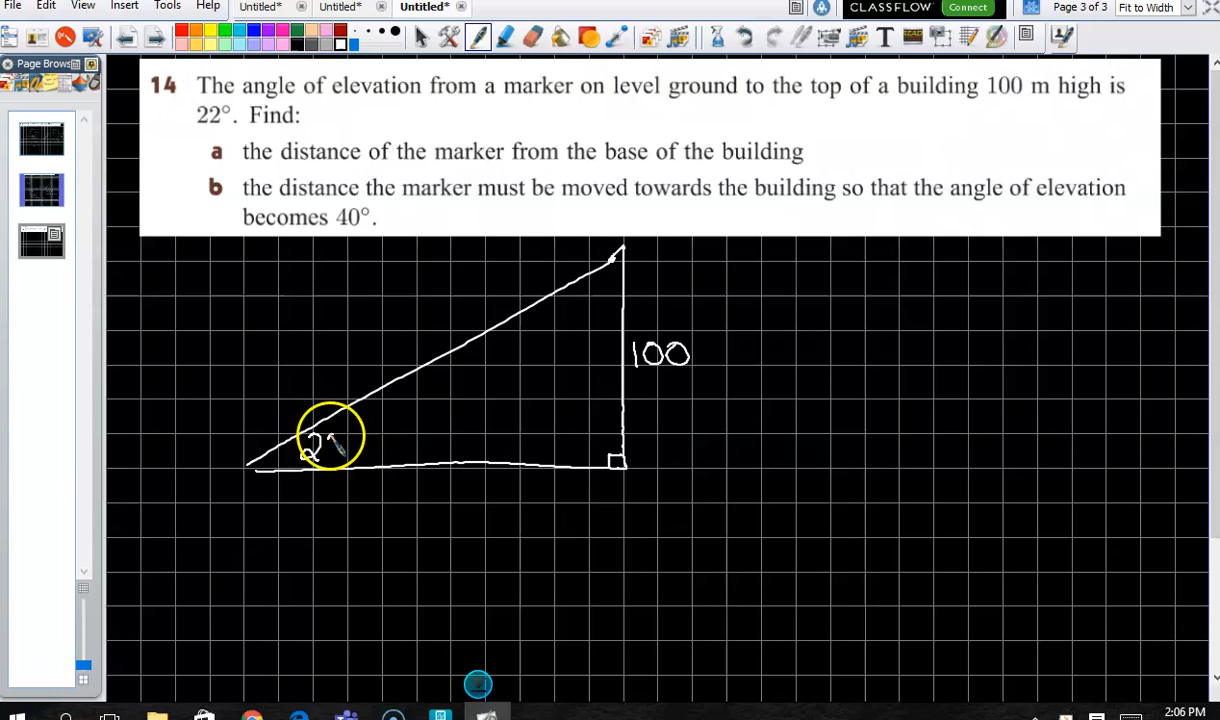 File Edit View Insert Tools Help Untitled* Untitled* Untitled* CLASSFLOW Connect Page 3 of 3 Fit to Width
Page Brows
14 The angle of elevation from a marker on level ground to the top of a building 100 m high is
22°. Find:
a the distance of the marker from the base of the building
b the distance the marker must be moved towards the building so that the angle of elevation
becomes 40°.
100
2
2:06 PM